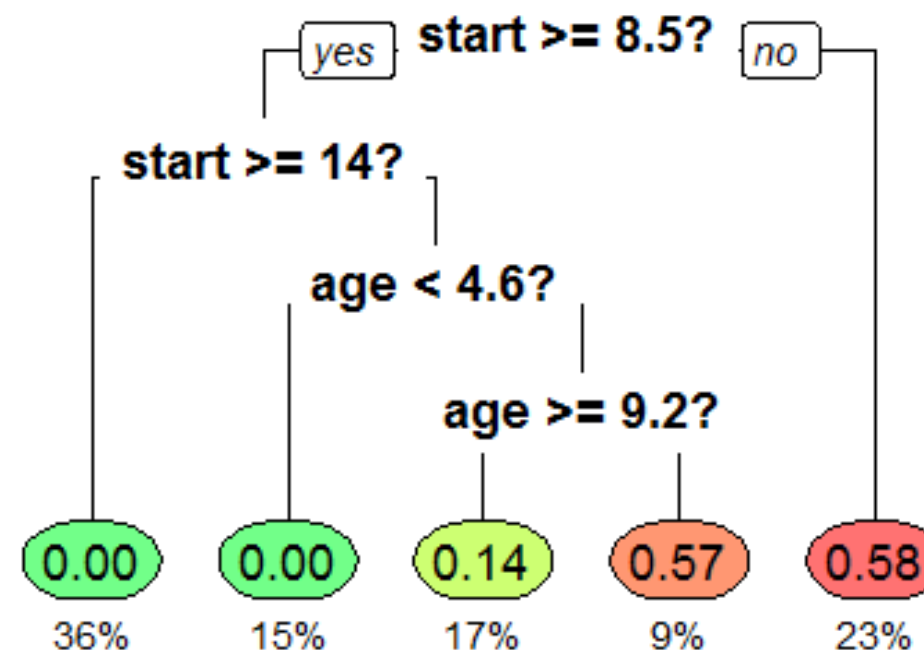 yes start >= 8.5? no
start >= 14?
age < 4.6?
age >= 9.2?
0.00 0.00 0.14 0.57 0.58
36% 15% 17% 9% 23%